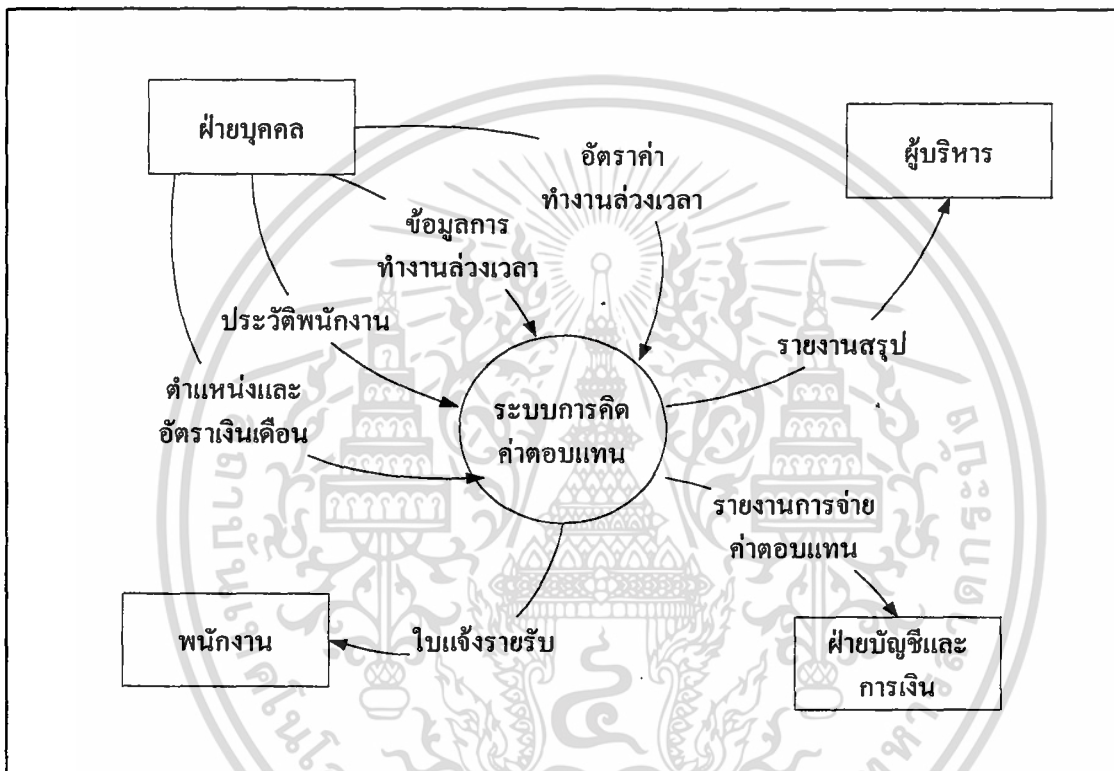 ฝ่ายบุคคล
ผู้บริหาร
อัตราค่า
ทำงานล่วงเวลา
ข้อมูลการ
ทำงานล่วงเวลา
ประวัติพนักงาน
ตำแหน่งและ
อัตราเงินเดือน
ระบบการคิด
ค่าตอบแทน
รายงานสรุป
รายงานการจ่าย
ค่าตอบแทน
ใบแจ้งรายรับ
พนักงาน
ฝ่ายบัญชีและ
การเงิน